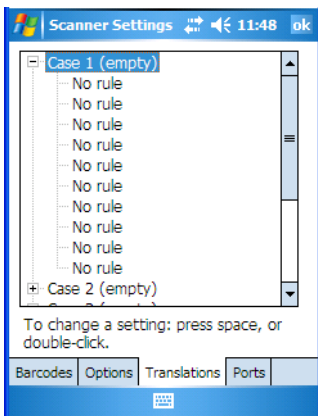 Scanner Settings 11:48 ok
Case 1 (empty)
No rule
No rule
No rule
No rule
No rule
No rule
No rule
No rule
No rule
No rule
Case 2 (empty)
To change a setting: press space, or
double-click.
Barcodes Options Translations Ports